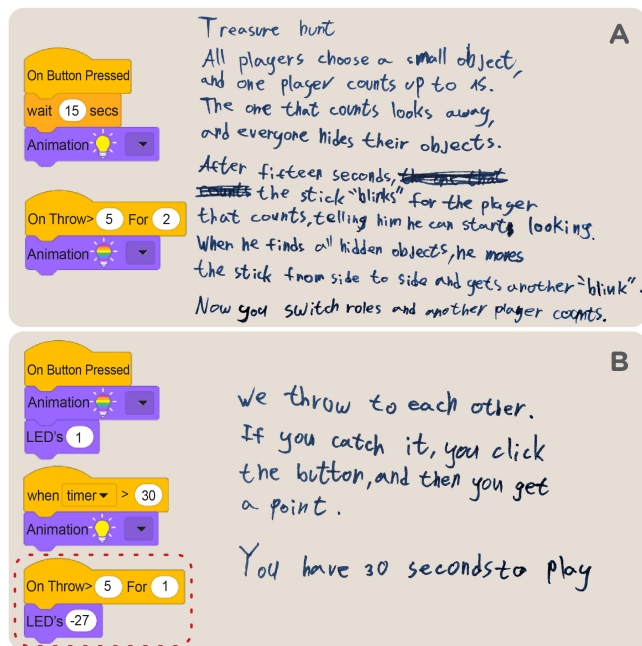 A
On Button Pressed
wait 15 secs
Animation
On Throw> 5 For 2
Animation
Treasure hunt
All players choose a small object,
and one player counts up to 15.
The one that counts looks away,
and everyone hides their objects.
After fifteen seconds, the one that
counts the stick "blinks" for the player
that counts, telling him he can start looking.
When he finds all hidden objects, he moves
the stick from side to side and gets another "blink".
Now you switch roles and another player counts.
B
On Button Pressed
Animation
LED's 1
when timer > 30
Animation
On Throw> 5 For 1
LED's -27
we throw to each other.
If you catch it, you click
the button, and then you get
a point.
You have 30 seconds to play